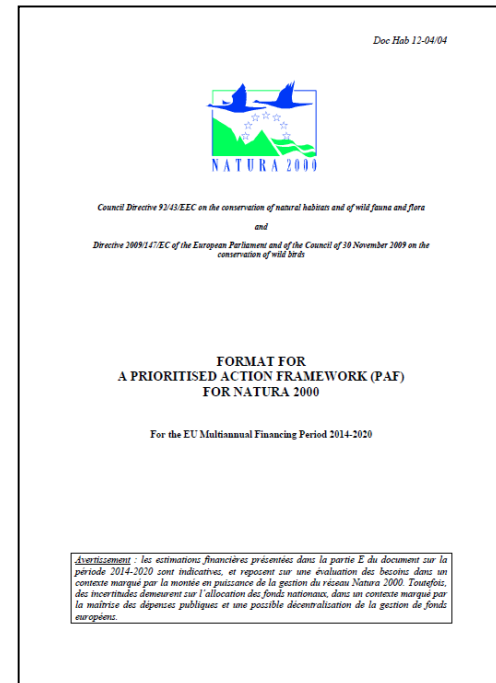 Doc Hab 12-04/04
NATURA 2000
Council Directive 92/43/EEC on the conservation of natural habitats and of wild fauna and flora
and
Directive 2009/147/EC of the European Parliament and of the Council of 30 November 2009 on the
conservation of wild birds
FORMAT FOR
A PRIORITISED ACTION FRAMEWORK (PAF)
FOR NATURA 2000
For the EU Multiannual Financing Period 2014-2020
Avertissement : les estimations financières présentées dans la partie E du document sur la
période 2014-2020 sont indicatives, et reposent sur une évaluation des besoins dans un
contexte marqué par la montée en puissance de la gestion du réseau Natura 2000. Toutefois,
des incertitudes demeurent sur l'allocation des fonds nationaux, dans un contexte marqué par
la maîtrise des dépenses publiques et une possible décentralisation de la gestion de fonds
européens.